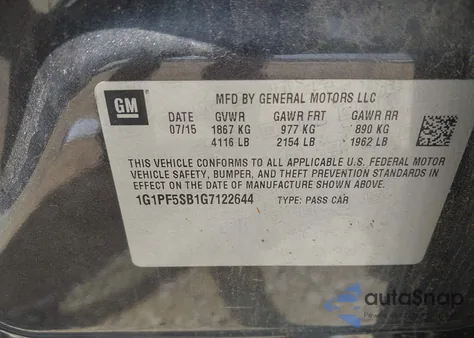 GM
MFD BY GENERAL MOTORS LLC
DATE GVWR GAWR FRT GAWR RR
07/15 1867 KG 977 KG 890 KG
4116 LB 2154 LB 1962 LB
THIS VEHICLE CONFORMS TO ALL APPLICABLE U.S. FEDERAL MOTOR
VEHICLE SAFETY, BUMPER, AND THEFT PREVENTION STANDARDS IN
EFFECT ON THE DATE OF MANUFACTURE SHOWN ABOVE.
1G1PF5SB1G7122644 TYPE: PASS CAR
autoSnap